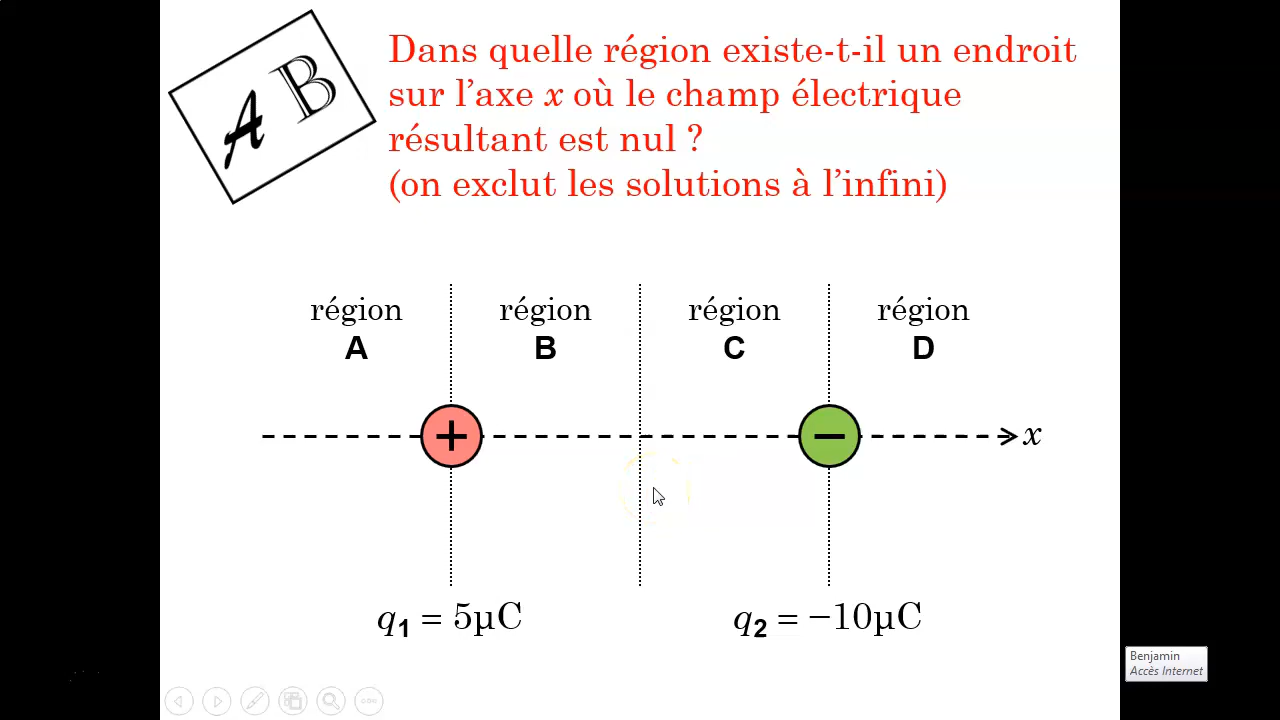 A B
Dans quelle région existe-t-il un endroit
sur l'axe x où le champ électrique
résultant est nul ?
(on exclut les solutions à l'infini)
région région région région
A B C D
+ −
x
q1 = 5µC q2 = −10µC
Benjamin
Accès Internet